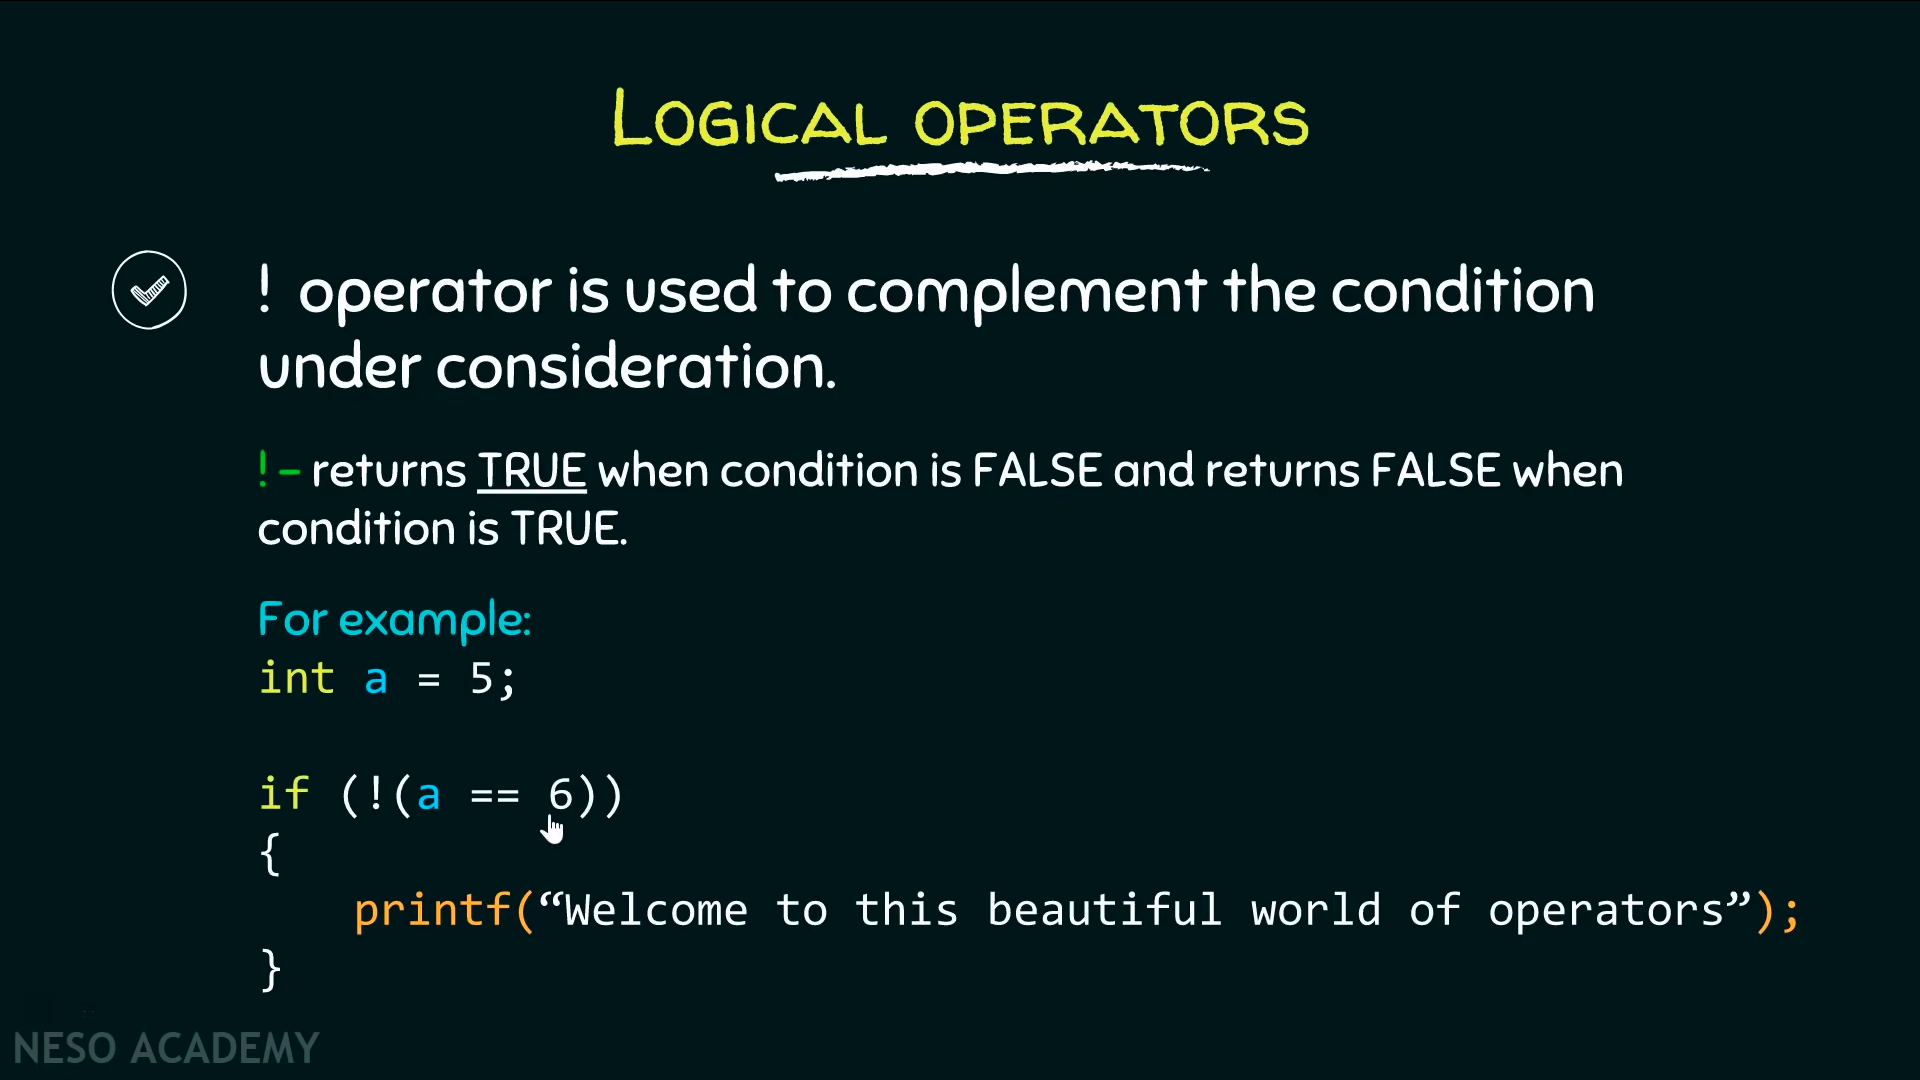 LOGICAL OPERATORS
! operator is used to complement the condition
under consideration.
! – returns TRUE when condition is FALSE and returns FALSE when
condition is TRUE.
For example:
int a = 5;
if (!(a == 6))
{
printf(“Welcome to this beautiful world of operators”);
}
NESO ACADEMY